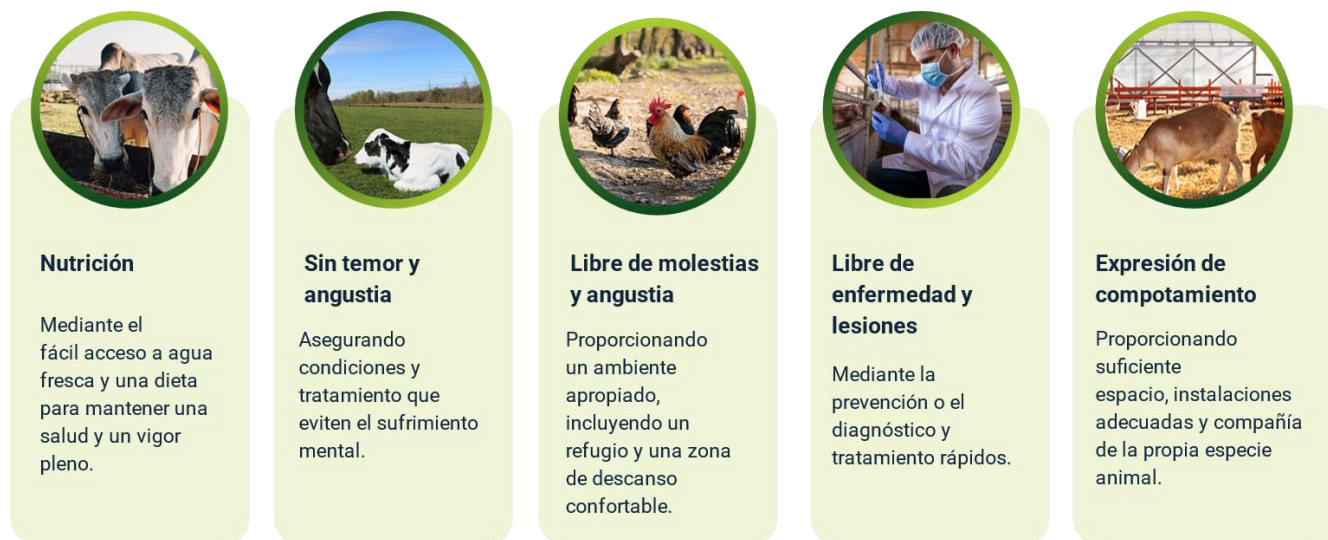 Nutrición
Mediante el
fácil acceso a agua
fresca y una dieta
para mantener una
salud y un vigor
pleno.
Sin temor y
angustia
Asegurando
condiciones y
tratamiento que
eviten el sufrimiento
mental.
Libre de molestias
y angustia
Proporcionando
un ambiente
apropiado,
incluyendo un
refugio y una zona
de descanso
confortable.
Libre de
enfermedad y
lesiones
Mediante la
prevención o el
diagnóstico y
tratamiento rápidos.
Expresión de
compotamiento
Proporcionando
suficiente
espacio, instalaciones
adecuadas y compañía
de la propia especie
animal.